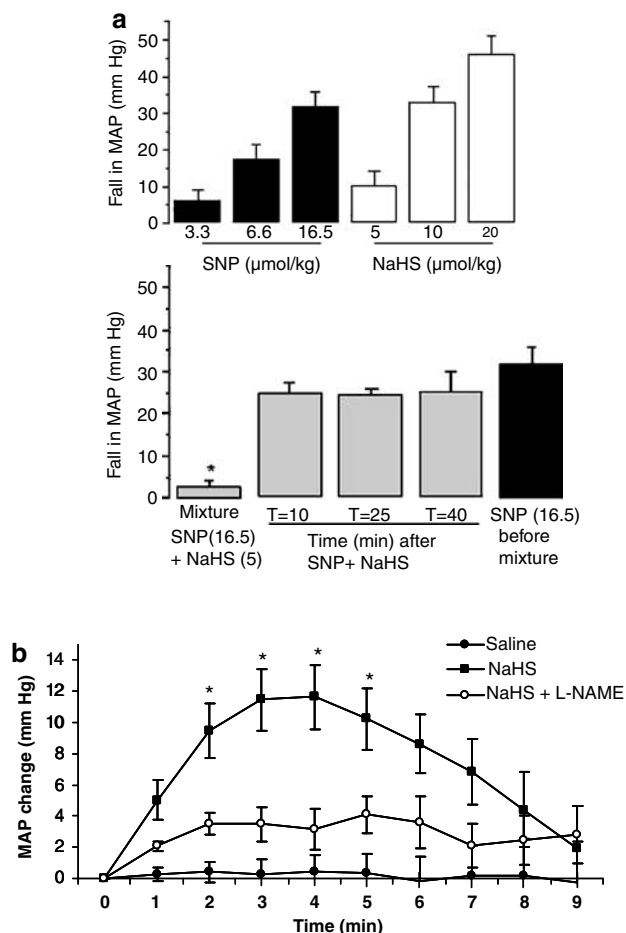 a
Fall in MAP (mm Hg)
50
40
30
20
10
0
3.3 6.6 16.5 5 10 20
SNP (µmol/kg) NaHS (µmol/kg)
Fall in MAP (mm Hg)
50
40
30
20
10
0
*
Mixture T=10 T=25 T=40 SNP (16.5)
SNP(16.5) Time (min) after before
+ NaHS (5) SNP+ NaHS mixture
b
MAP change (mm Hg)
14
12
10
8
6
4
2
0
* * * *
Saline
NaHS
NaHS + L-NAME
0 1 2 3 4 5 6 7 8 9
Time (min)